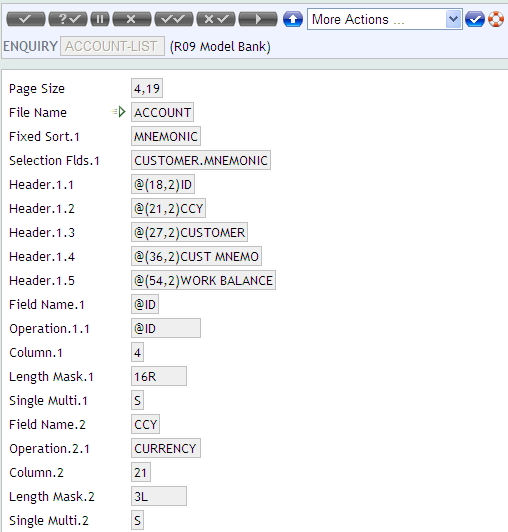 More Actions ...
ENQUIRY ACCOUNT-LIST (R09 Model Bank)
Page Size 4,19
File Name ACCOUNT
Fixed Sort.1 MNEMONIC
Selection Flds.1 CUSTOMER.MNEMONIC
Header.1.1 @(18,2)ID
Header.1.2 @(21,2)CCY
Header.1.3 @(27,2)CUSTOMER
Header.1.4 @(36,2)CUST MNEMO
Header.1.5 @(54,2)WORK BALANCE
Field Name.1 @ID
Operation.1.1 @ID
Column.1 4
Length Mask.1 16R
Single Multi.1 S
Field Name.2 CCY
Operation.2.1 CURRENCY
Column.2 21
Length Mask.2 3L
Single Multi.2 S